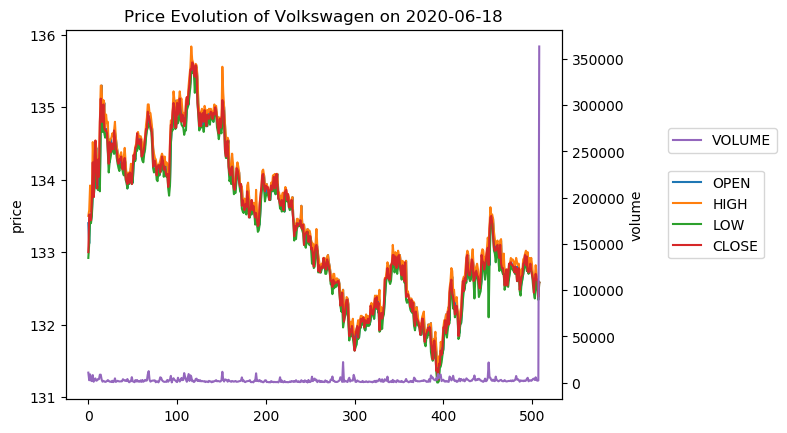 Price Evolution of Volkswagen on 2020-06-18
136
135
134
133
132
131
price
0
100
200
300
400
500
350000
300000
250000
200000
150000
100000
50000
0
volume
VOLUME
OPEN
HIGH
LOW
CLOSE